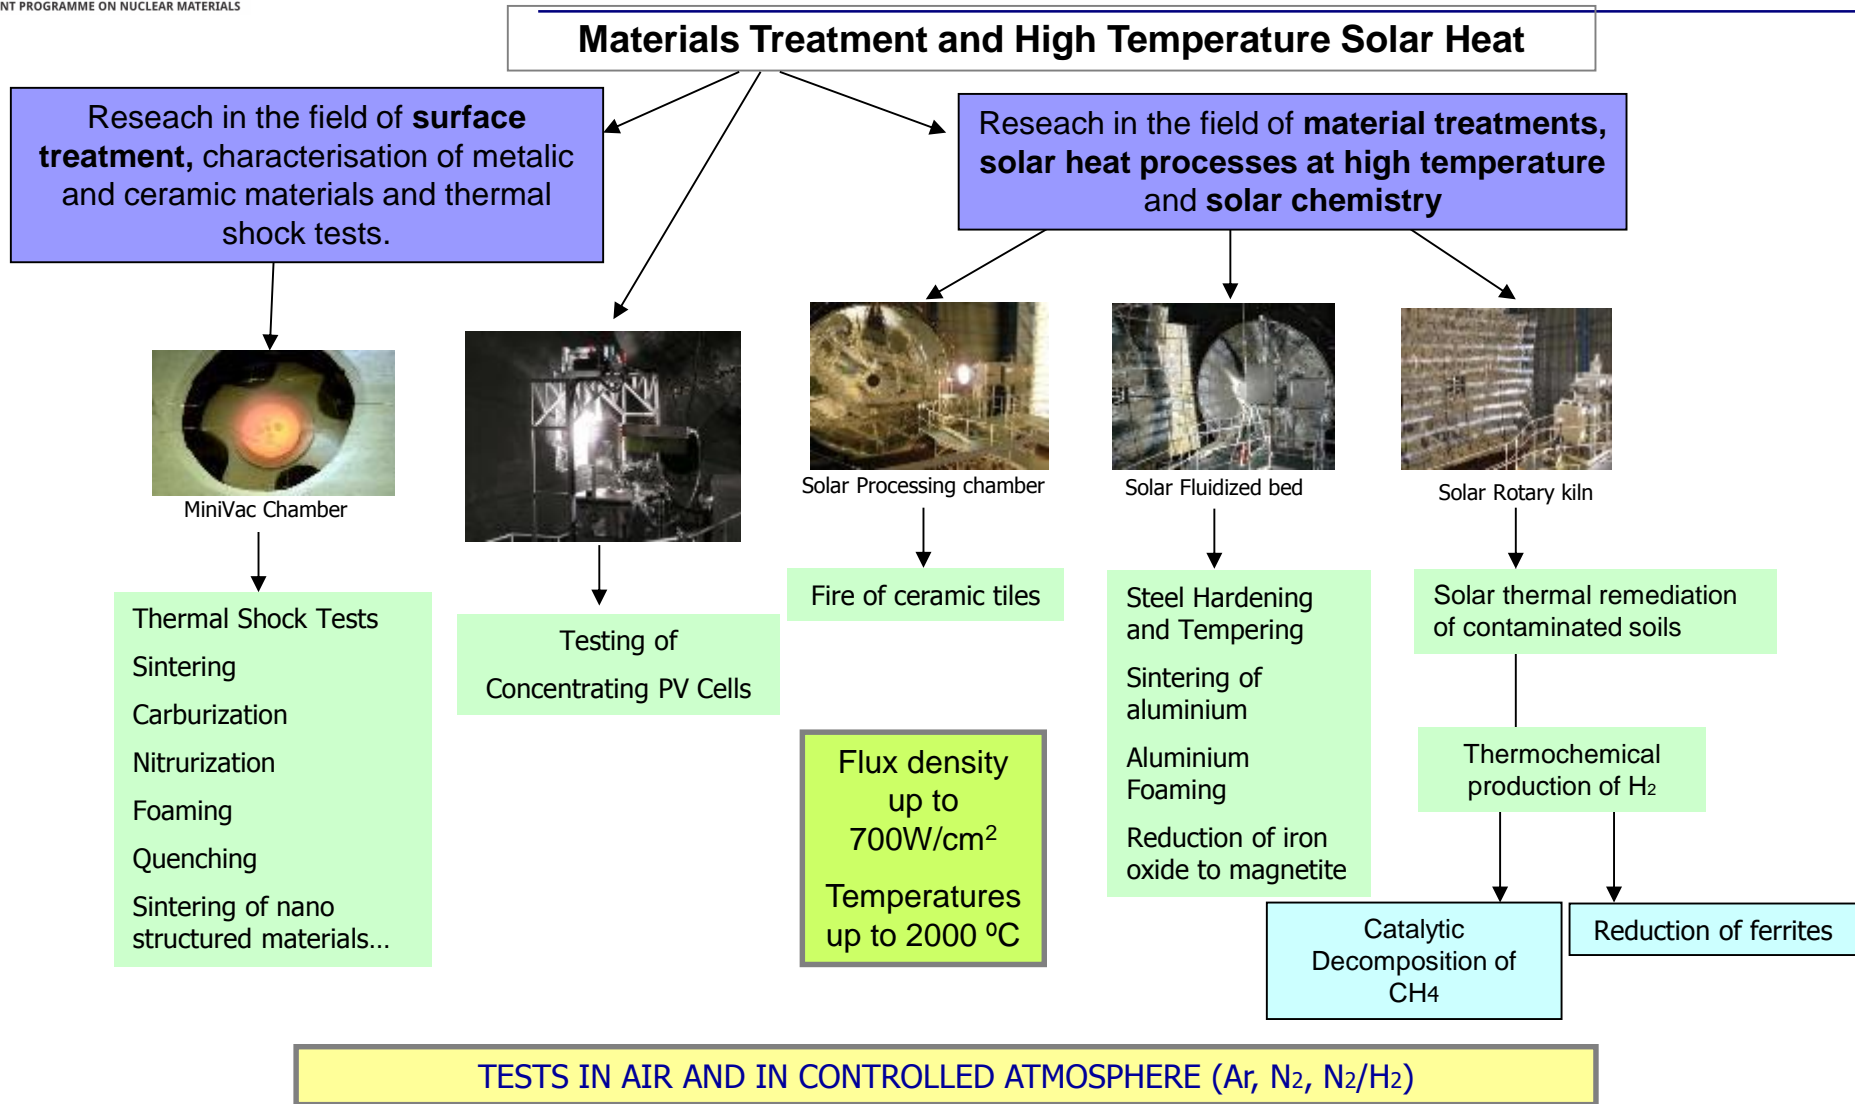 NT PROGRAMME ON NUCLEAR MATERIALS
Materials Treatment and High Temperature Solar Heat
Reseach in the field of surface
treatment, characterisation of metalic
and ceramic materials and thermal
shock tests.
Reseach in the field of material treatments,
solar heat processes at high temperature
and solar chemistry
MiniVac Chamber
Solar Processing chamber
Solar Fluidized bed
Solar Rotary kiln
Thermal Shock Tests
Sintering
Carburization
Nitrurization
Foaming
Quenching
Sintering of nano
structured materials...
Testing of
Concentrating PV Cells
Fire of ceramic tiles
Flux density
up to
700W/cm²
Temperatures
up to 2000 ºC
Steel Hardening
and Tempering
Sintering of
aluminium
Aluminium
Foaming
Reduction of iron
oxide to magnetite
Solar thermal remediation
of contaminated soils
Thermochemical
production of H₂
Catalytic
Decomposition of
CH4
Reduction of ferrites
TESTS IN AIR AND IN CONTROLLED ATMOSPHERE (Ar, N₂, N₂/H₂)